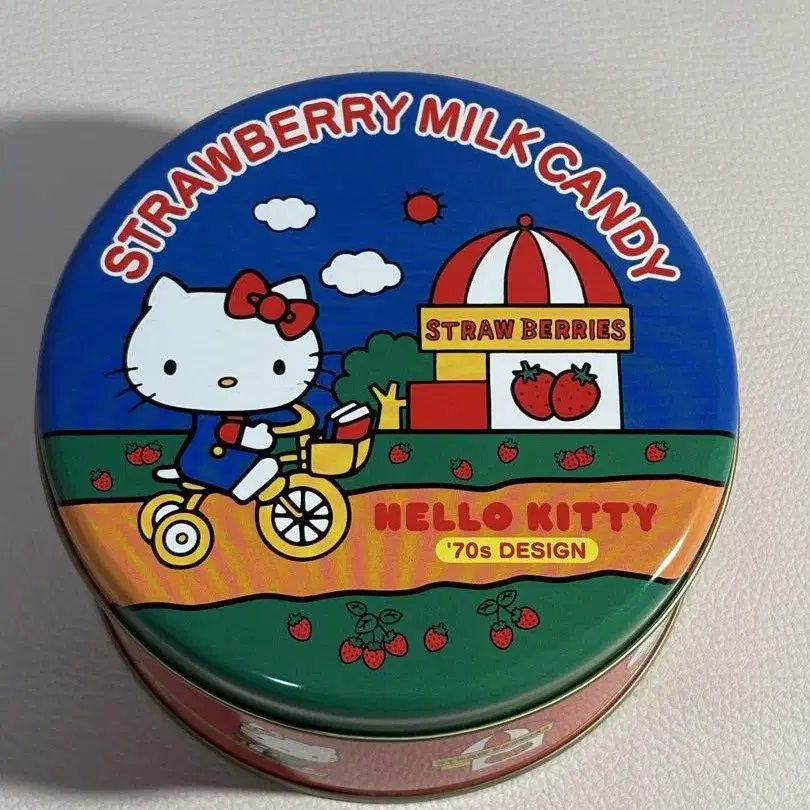 STRAWBERRY MILK CANDY
STRAW BERRIES
HELLO KITTY
'70s DESIGN